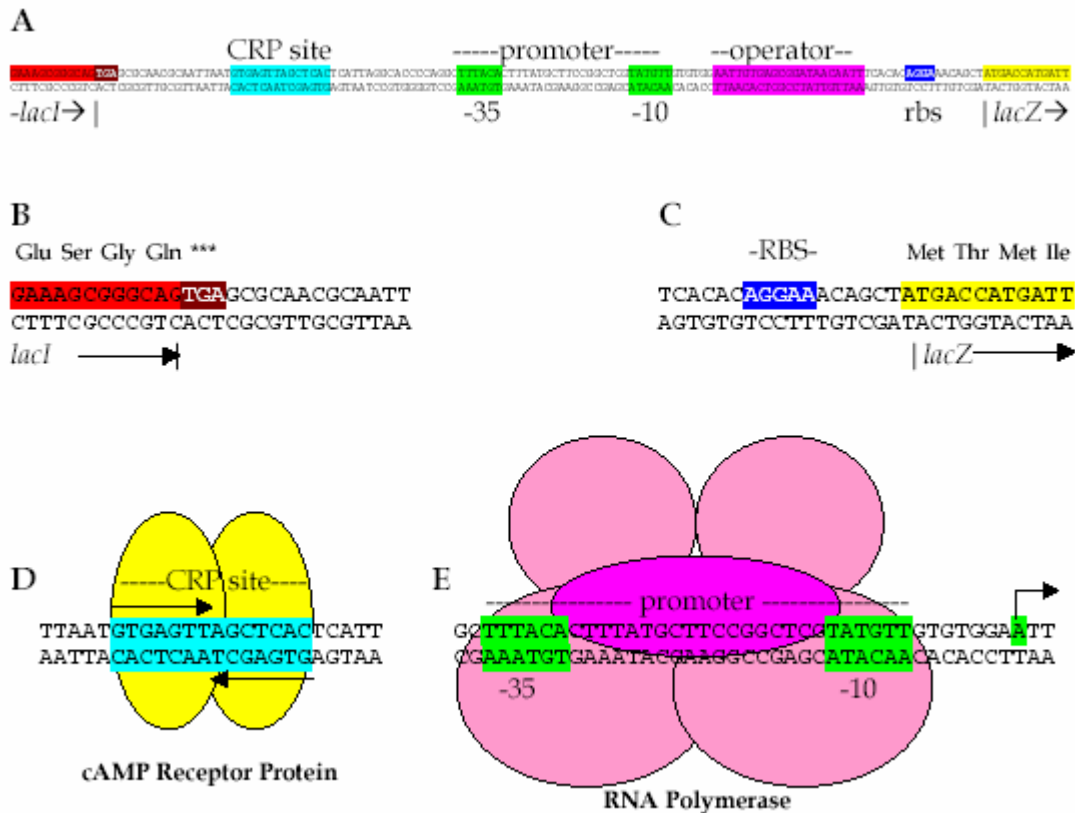 A
CRP site -----promoter----- --operator--
GAAAGCGGGCAGTGAGCGCAACGCAATTAATGTGAGTTAGCTCACTCATTAGGCACCCCAGGCTTTACACTTTATGCTTCCGGCTCGTATGTTGTGTGGAATTGTGAGCGGATAACAATTTCACACAGGAAACAGCTATGACCATGATT
CTTTCGCCCGTCACTCGCGTTGCGTTAATTACACTCAATCGAGTGAGTAATCCGTGGGGTCCGAAATGTGAAATACGAAGGCCGAGCATACAACACACCTTAACACTCGCCTATTGTTAAAGTGTGTCCTTTGTCGATACTGGTACTAA
-lacI→ | -35 -10 rbs |lacZ→
B
Glu Ser Gly Gln ***
GAAAGCGGGCAGTGAGCGCAACGCAATT
CTTTCGCCCGTCACTCGCGTTGCGTTAA
lacI
C
-RBS- Met Thr Met Ile
TCACACAGGAAACAGCTATGACCATGATT
AGTGTGTCCTTTGTCGATACTGGTACTAA
|lacZ
D
-----CRP site----
TTAATGTGAGTTAGCTCACTCATT
AATTACACTCAATCGAGTGAGTAA
cAMP Receptor Protein
E
---------------- promoter ----------------
GCTTTACACTTTATGCTTCCGGCTCGTATGTTGTGTGGAATT
CGAAATGTGAAATACGAAGGCCGAGCATACAACACACCTTAA
-35 -10
RNA Polymerase